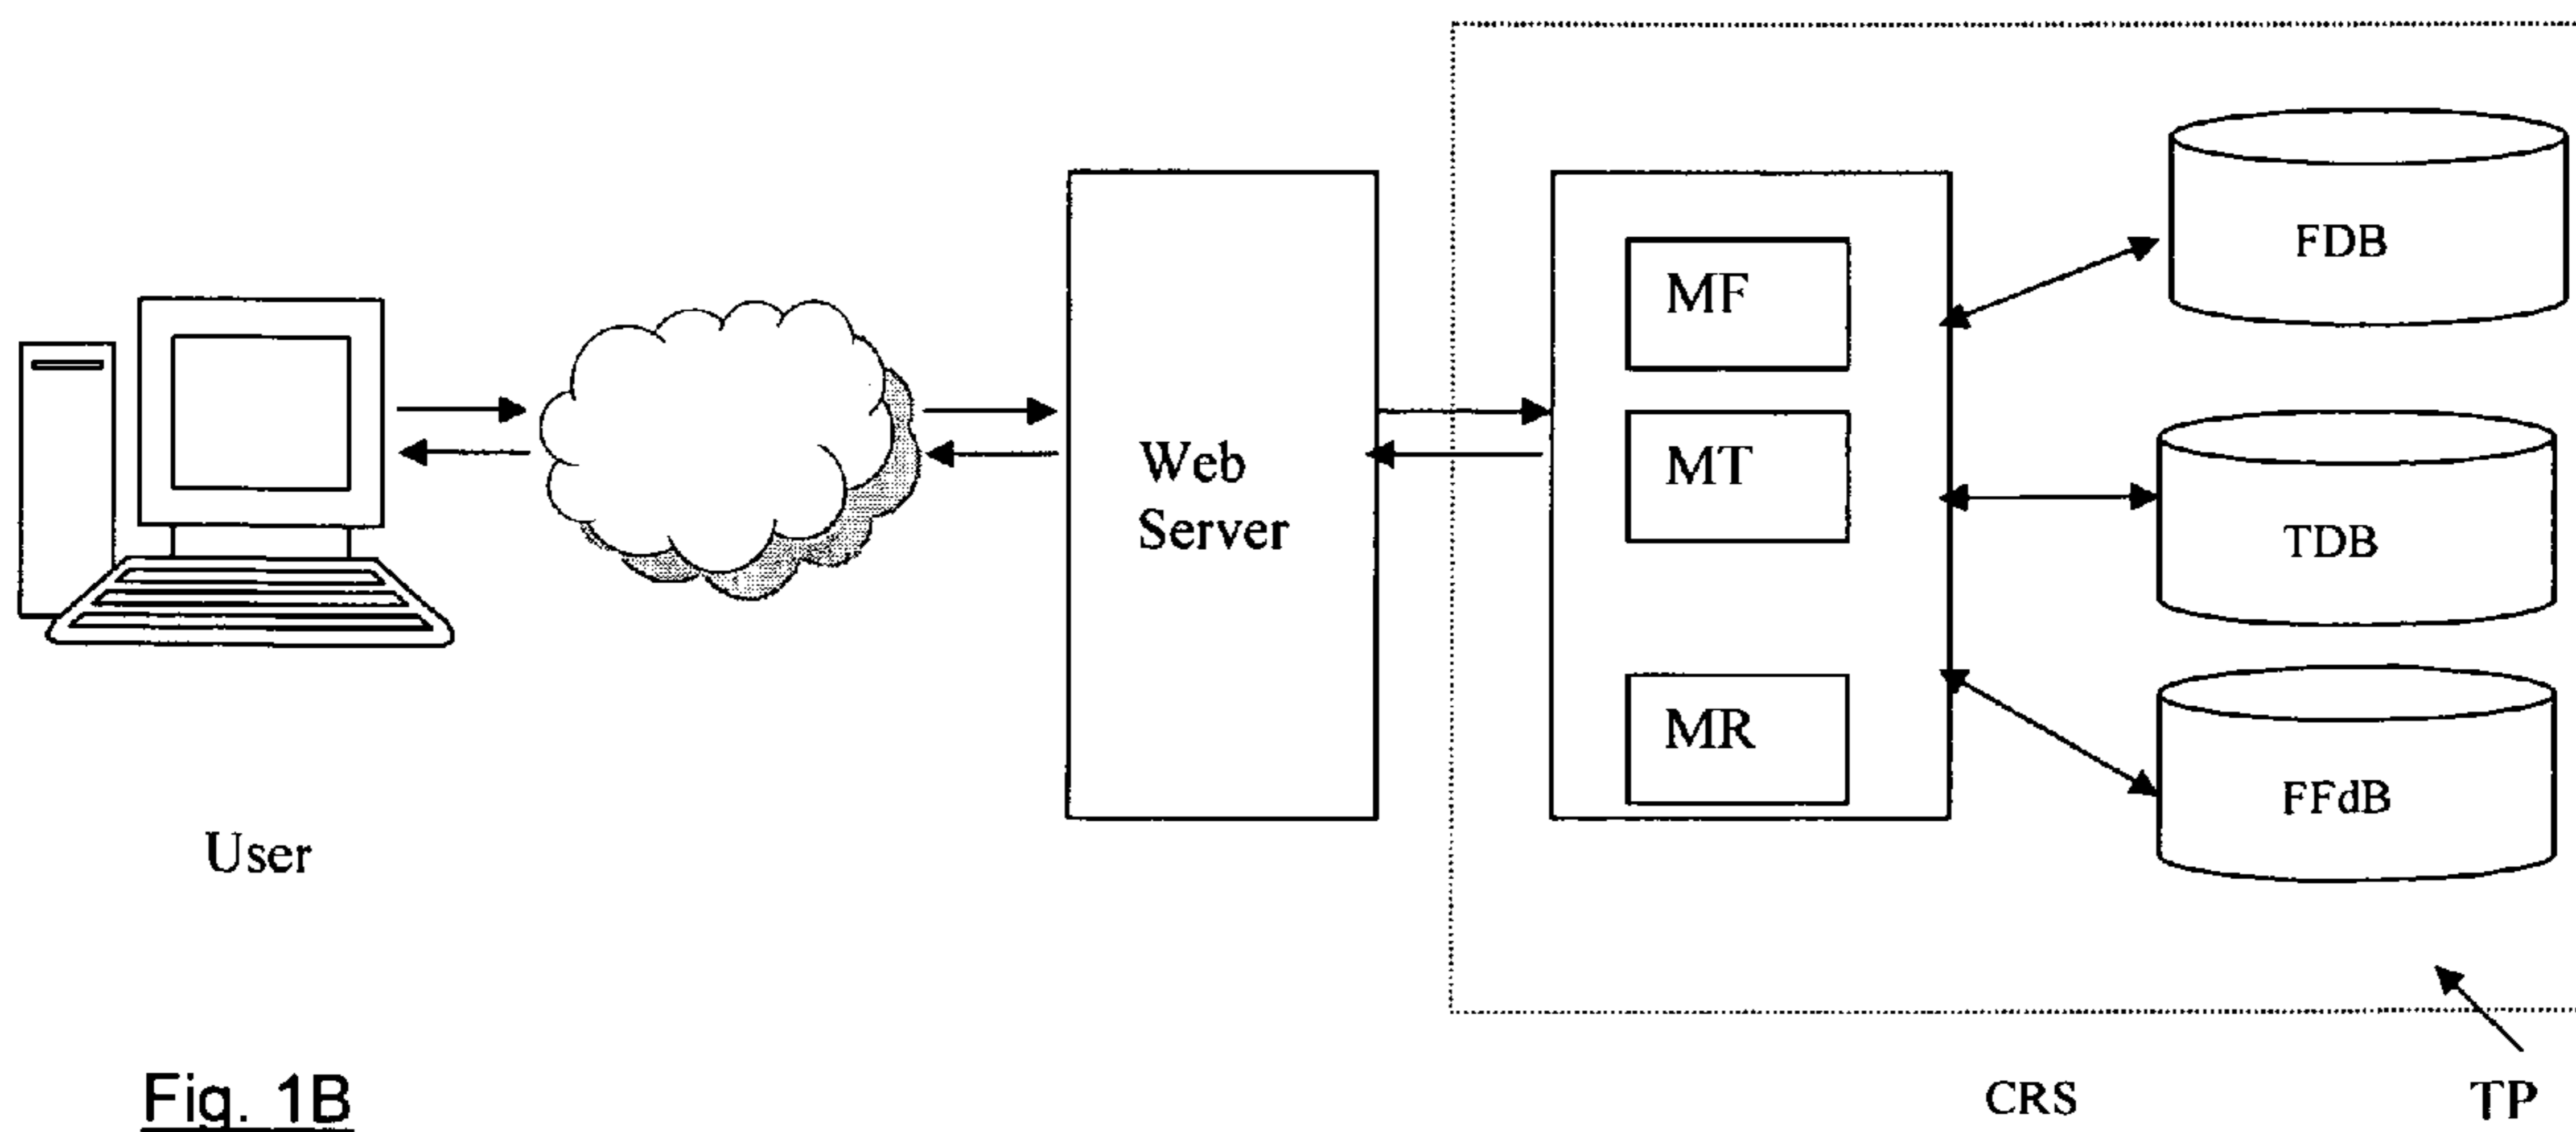 FDB
MF
MT
Web
Server
TDB
MR
FFdB
User
Fig. 1B
CRS
TP